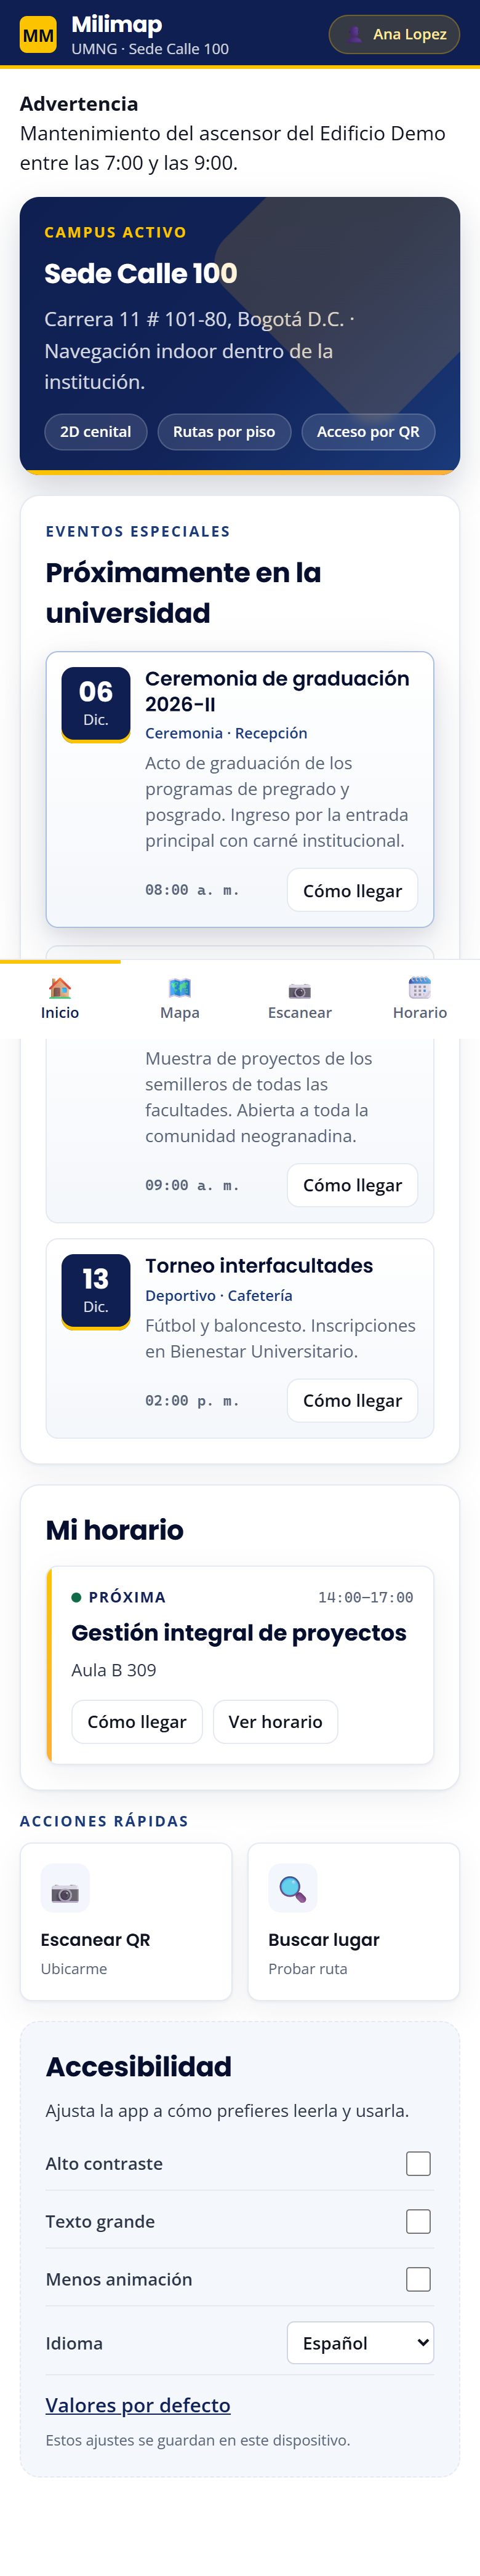 MM
Milimap
UMNG · Sede Calle 100
Ana Lopez
Advertencia
Mantenimiento del ascensor del Edificio Demo
entre las 7:00 y las 9:00.
CAMPUS ACTIVO
Sede Calle 100
Carrera 11 # 101-80, Bogotá D.C. ·
Navegación indoor dentro de la
institución.
2D cenital
Rutas por piso
Acceso por QR
EVENTOS ESPECIALES
Próximamente en la
universidad
06
Dic.
Ceremonia de graduación
2026-II
Ceremonia · Recepción
Acto de graduación de los
programas de pregrado y
posgrado. Ingreso por la entrada
principal con carné institucional.
08:00 a. m.
Cómo llegar
Inicio
Mapa
Escanear
Horario
Muestra de proyectos de los
semilleros de todas las
facultades. Abierta a toda la
comunidad neogranadina.
09:00 a. m.
Cómo llegar
13
Dic.
Torneo interfacultades
Deportivo · Cafetería
Fútbol y baloncesto. Inscripciones
en Bienestar Universitario.
02:00 p. m.
Cómo llegar
Mi horario
PRÓXIMA
14:00–17:00
Gestión integral de proyectos
Aula B 309
Cómo llegar
Ver horario
ACCIONES RÁPIDAS
Escanear QR
Ubicarme
Buscar lugar
Probar ruta
Accesibilidad
Ajusta la app a cómo prefieres leerla y usarla.
Alto contraste
Texto grande
Menos animación
Idioma
Español
Valores por defecto
Estos ajustes se guardan en este dispositivo.